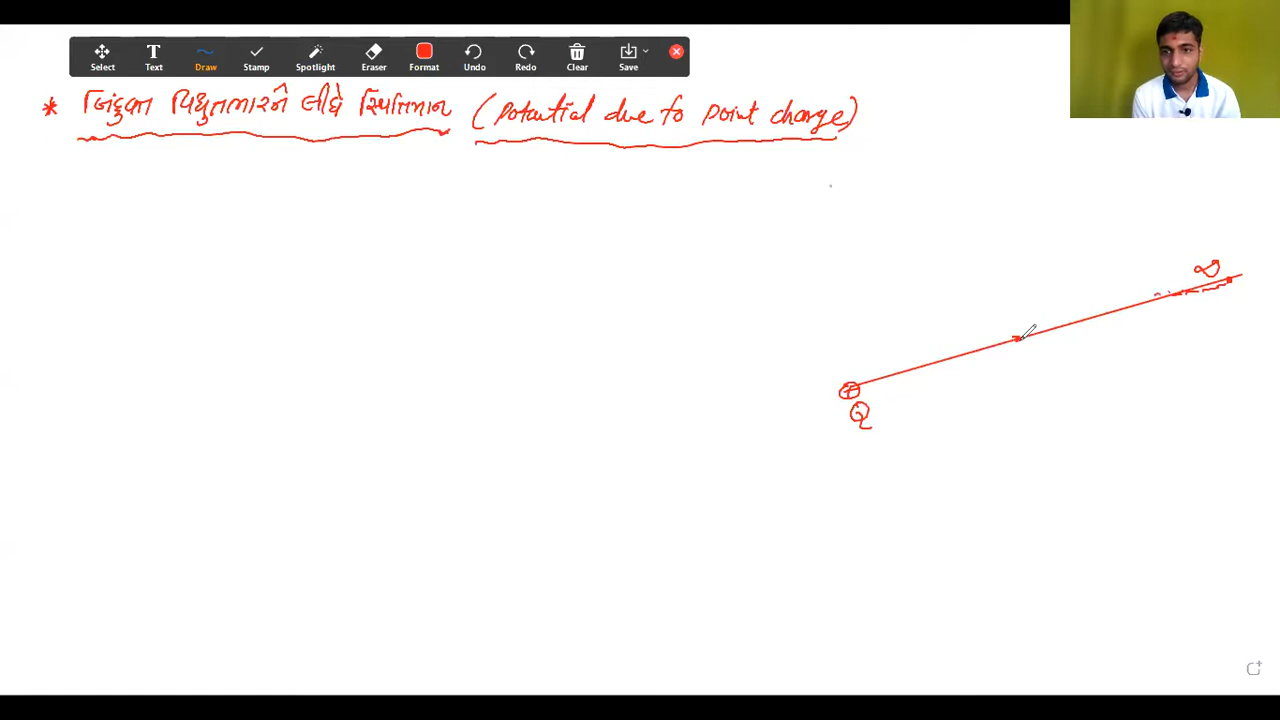 Select Text Draw Stamp Spotlight Eraser Format Undo Redo Clear Save
* બિંદુવત વિદ્યુતભારને લીધે સ્થિતિમાન (Potential due to point charge)
∞
Q